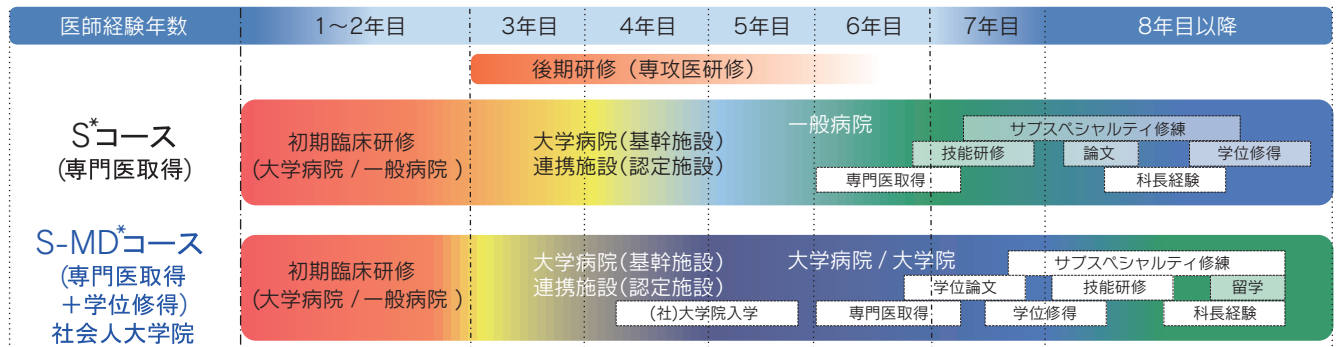 医師経験年数 1〜2年目 3年目 4年目 5年目 6年目 7年目 8年目以降
後期研修（専攻医研修）
S*コース
(専門医取得)
初期臨床研修
(大学病院 / 一般病院 )
大学病院(基幹施設)
連携施設(認定施設)
一般病院
サブスペシャルティ修練
技能研修 論文 学位修得
専門医取得 科長経験
S-MD*コース
(専門医取得
＋学位修得)
社会人大学院
初期臨床研修
(大学病院 / 一般病院 )
大学病院(基幹施設)
連携施設(認定施設)
大学病院 / 大学院
サブスペシャルティ修練
学位論文 技能研修 留学
(社)大学院入学 専門医取得 学位修得 科長経験